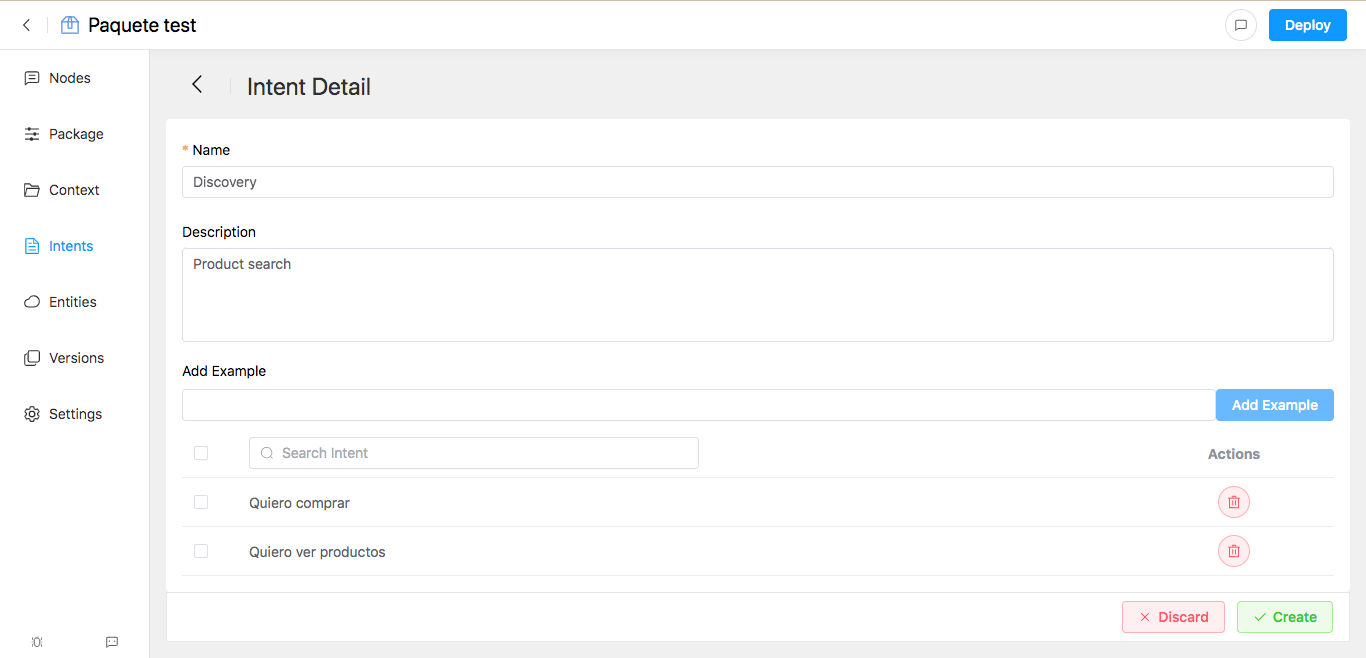 Paquete test
Deploy
Nodes
Package
Context
Intents
Entities
Versions
Settings
Intent Detail
* Name
Discovery
Description
Product search
Add Example
Add Example
Search Intent
Actions
Quiero comprar
Quiero ver productos
Discard
Create